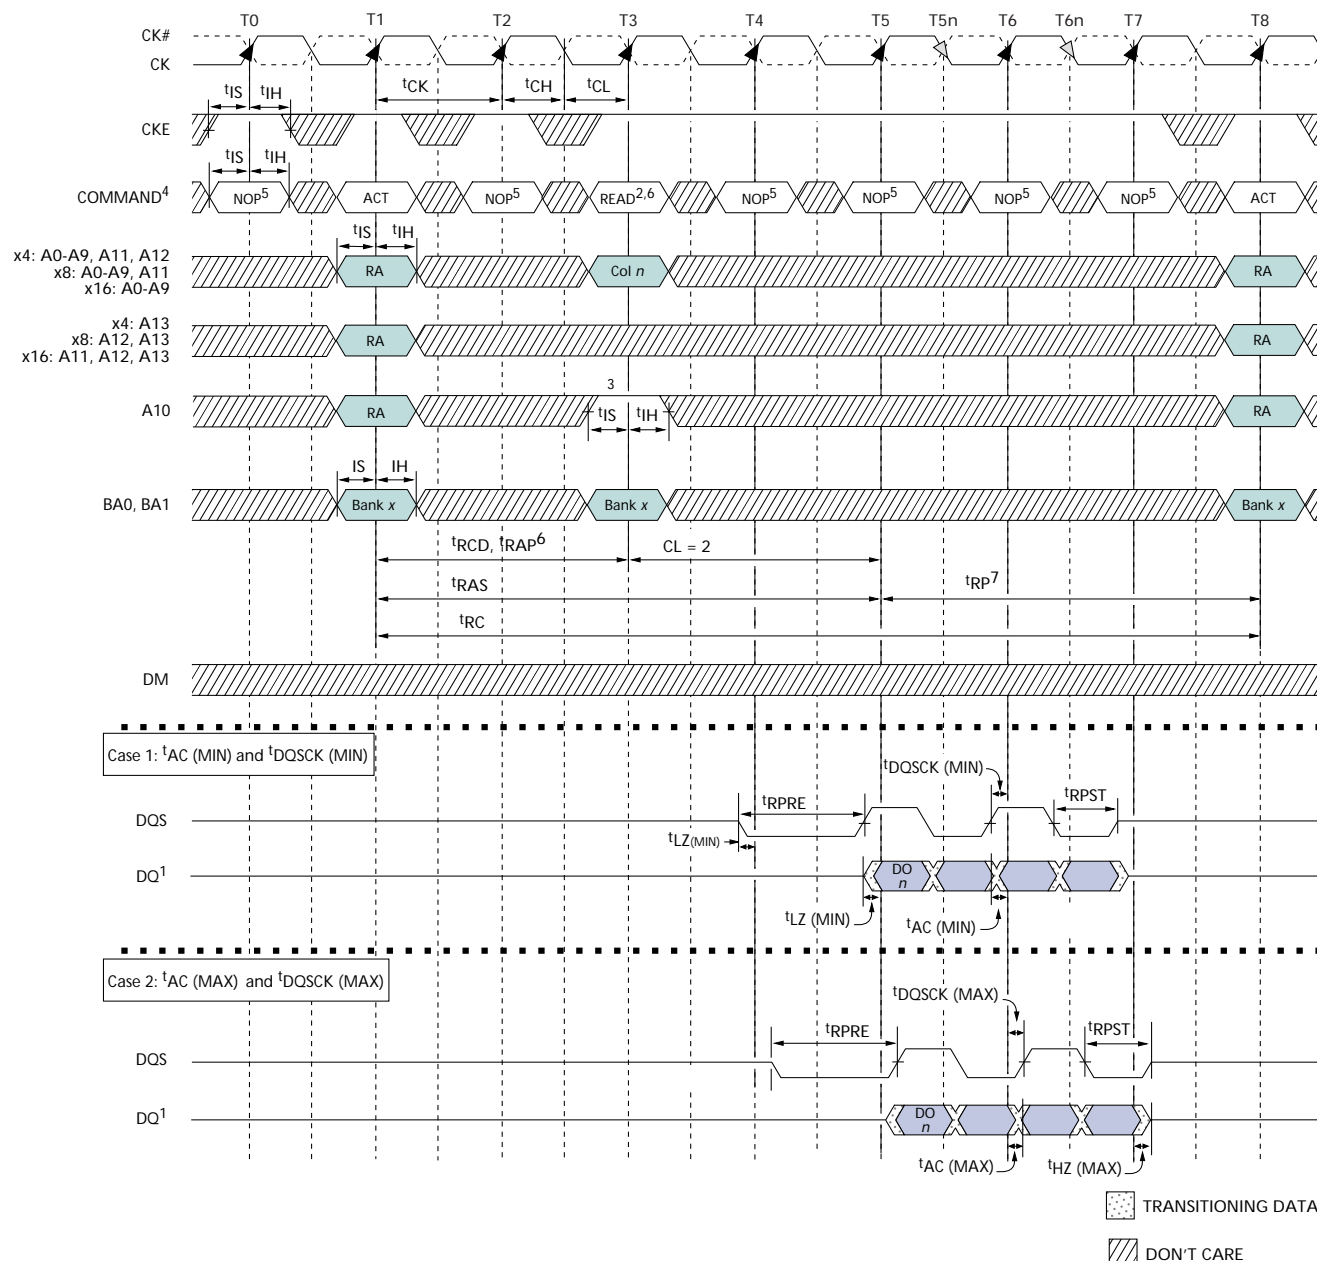 T0 T1 T2 T3 T4 T5 T5n T6 T6n T7 T8
CK#
CK
tIS tIH tCK tCH tCL
CKE
tIS tIH
COMMAND4 NOP5 ACT NOP5 READ2,6 NOP5 NOP5 NOP5 NOP5 ACT
tIS tIH
x4: A0-A9, A11, A12
x8: A0-A9, A11
x16: A0-A9
RA Col n RA
x4: A13
x8: A12, A13
x16: A11, A12, A13
RA RA
3
A10 RA tIS tIH RA
IS IH
BA0, BA1 Bank x Bank x Bank x
tRCD, tRAP6 CL = 2
tRAS tRP7
tRC
DM
Case 1: tAC (MIN) and tDQSCK (MIN)
tDQSCK (MIN)
tRPRE tRPST
DQS
tLZ(MIN)
DQ1 DO
n
tLZ (MIN) tAC (MIN)
Case 2: tAC (MAX) and tDQSCK (MAX)
tDQSCK (MAX)
tRPRE tRPST
DQS
DQ1 DO
n
tAC (MAX) tHZ (MAX)
TRANSITIONING DATA
DON'T CARE